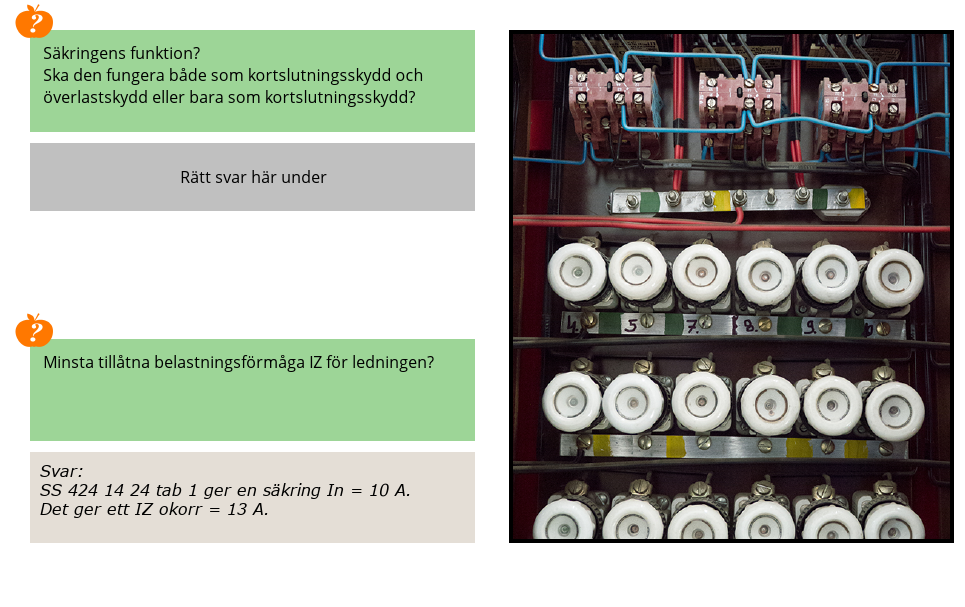 ?
Säkringens funktion?
Ska den fungera både som kortslutningsskydd och
överlastskydd eller bara som kortslutningsskydd?
Rätt svar här under
?
Minsta tillåtna belastningsförmåga IZ för ledningen?
Svar:
SS 424 14 24 tab 1 ger en säkring In = 10 A.
Det ger ett IZ okorr = 13 A.
4. 5 7. 8. 9.